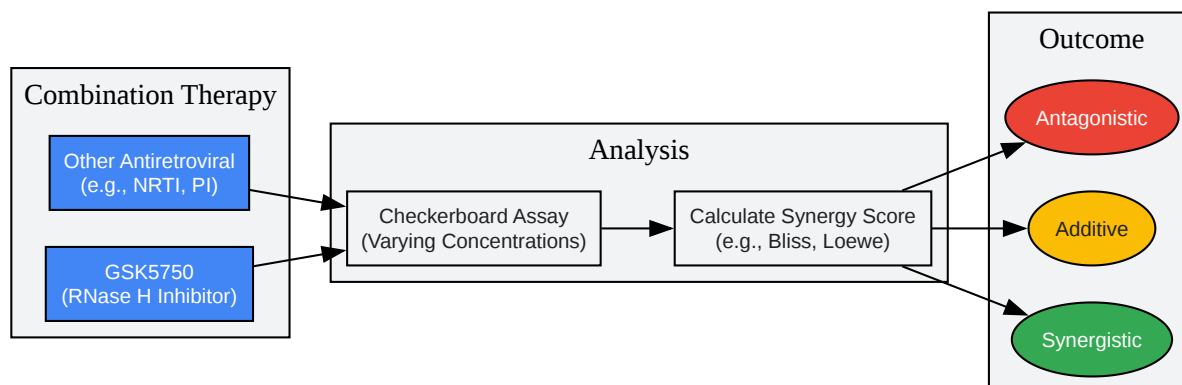 Combination Therapy
Other Antiretroviral
(e.g., NRTI, PI)
GSK5750
(RNase H Inhibitor)
Analysis
Checkerboard Assay
(Varying Concentrations)
Calculate Synergy Score
(e.g., Bliss, Loewe)
Outcome
Antagonistic
Additive
Synergistic